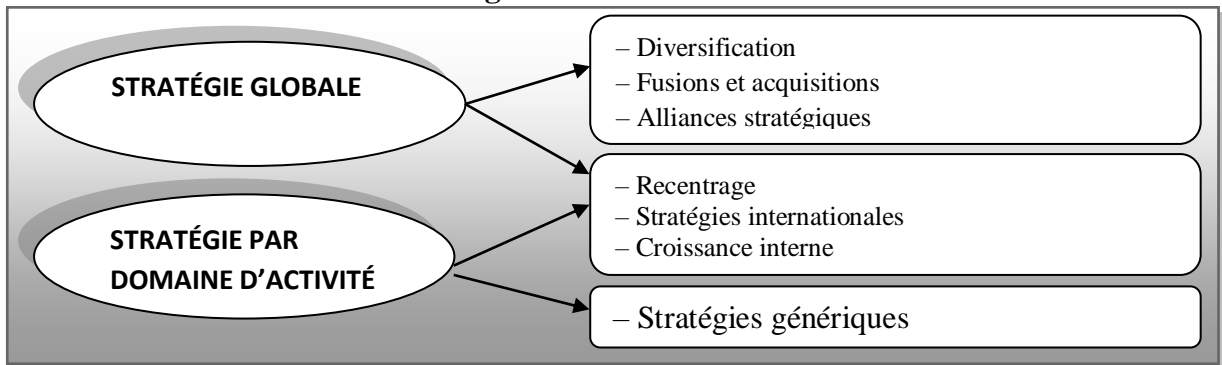 STRATÉGIE GLOBALE
– Diversification
– Fusions et acquisitions
– Alliances stratégiques
– Recentrage
– Stratégies internationales
– Croissance interne
STRATÉGIE PAR
DOMAINE D’ACTIVITÉ
– Stratégies génériques